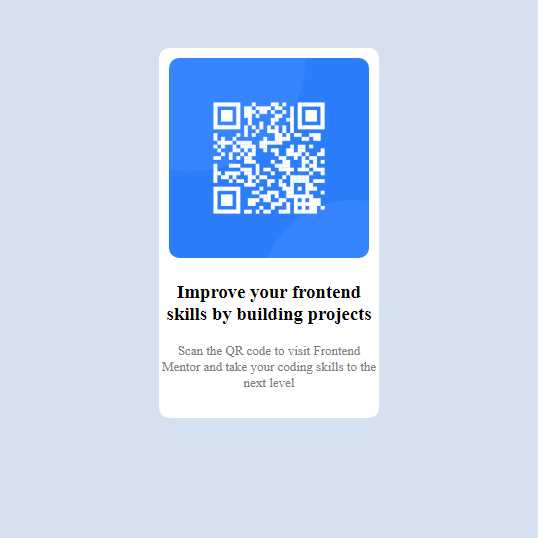 Improve your frontend
skills by building projects
Scan the QR code to visit Frontend
Mentor and take your coding skills to the
next level